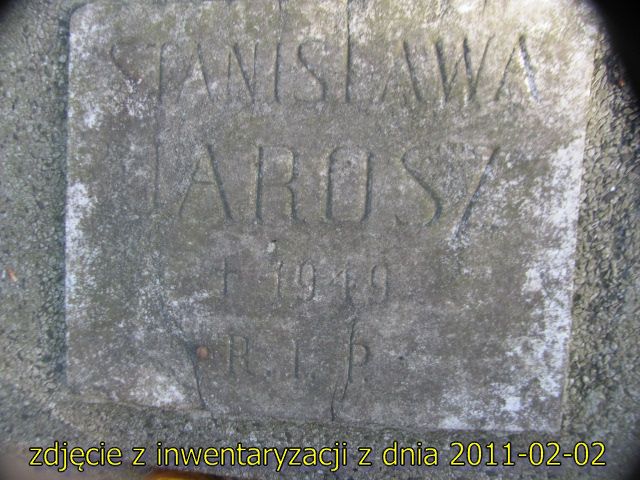 STANISŁAWA
JAROSZ
† 1949
R.I.P.
zdjęcie z inwentaryzacji z dnia 2011-02-02